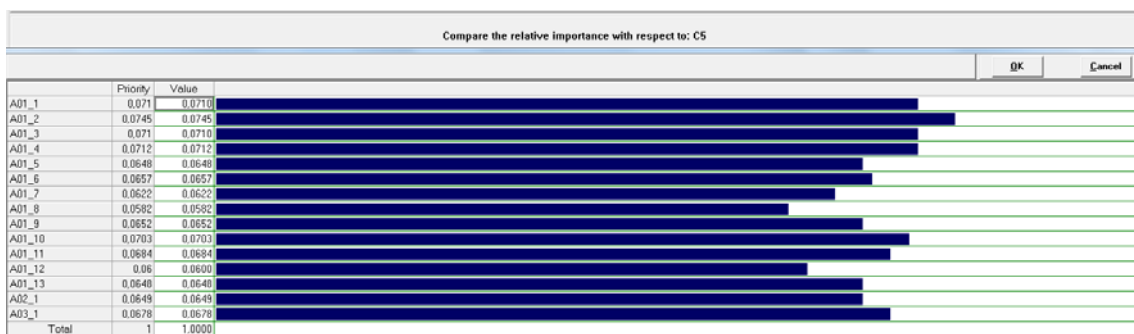 Compare the relative importance with respect to: C5
OK Cancel
Priority Value
A01_1 0,071 0.0710
A01_2 0,0745 0.0745
A01_3 0,071 0.0710
A01_4 0,0712 0.0712
A01_5 0,0648 0.0648
A01_6 0,0657 0.0657
A01_7 0,0622 0.0622
A01_8 0,0582 0.0582
A01_9 0,0652 0.0652
A01_10 0,0703 0.0703
A01_11 0,0684 0.0684
A01_12 0,06 0.0600
A01_13 0,0648 0.0648
A02_1 0,0649 0.0649
A03_1 0,0678 0.0678
Total 1 1.0000